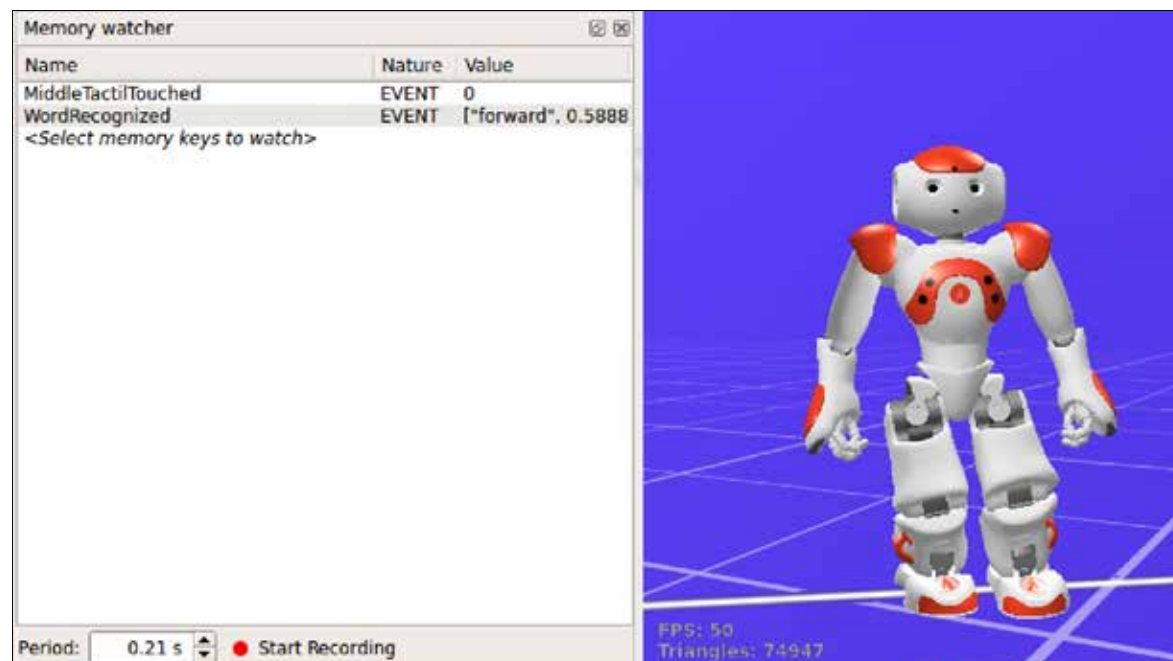 Memory watcher
Name Nature Value
MiddleTactilTouched EVENT 0
WordRecognized EVENT ["forward", 0.5888
<Select memory keys to watch>
Period: 0.21 s Start Recording
FPS: 50
Triangles: 74947